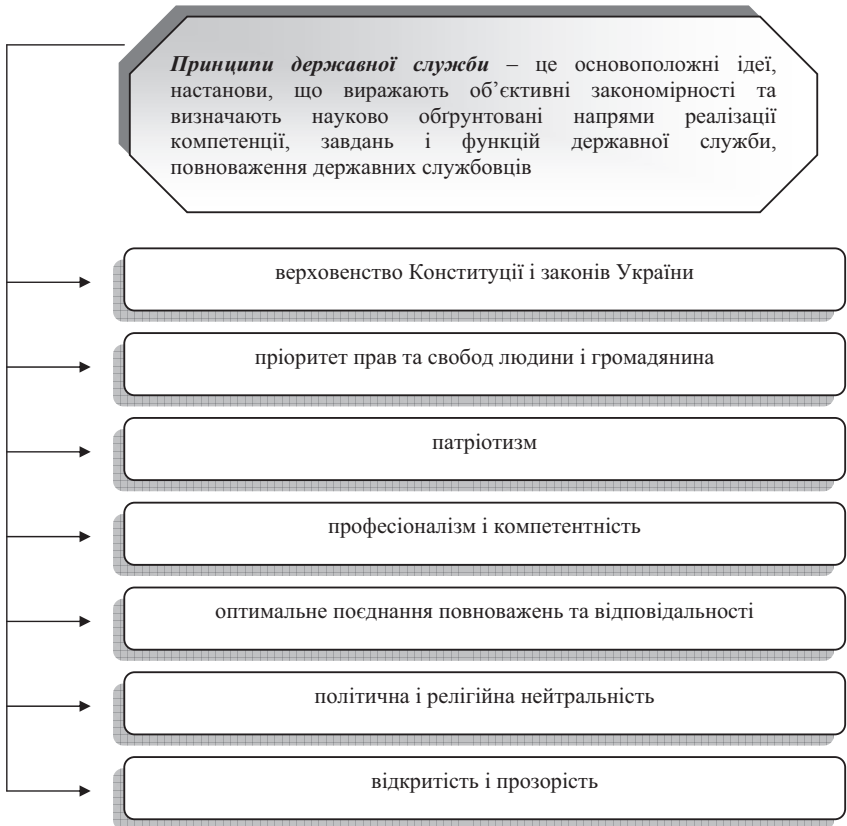 Принципи державної служби – це основоположні ідеї,
настанови, що виражають об’єктивні закономірності та
визначають науково обґрунтовані напрями реалізації
компетенції, завдань і функцій державної служби,
повноваження державних службовців
верховенство Конституції і законів України
пріоритет прав та свобод людини і громадянина
патріотизм
професіоналізм і компетентність
оптимальне поєднання повноважень та відповідальності
політична і релігійна нейтральність
відкритість і прозорість